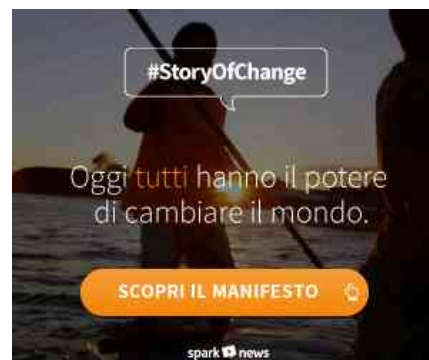 #StoryOfChange
Oggi tutti hanno il potere
di cambiare il mondo.
SCOPRI IL MANIFESTO
spark news